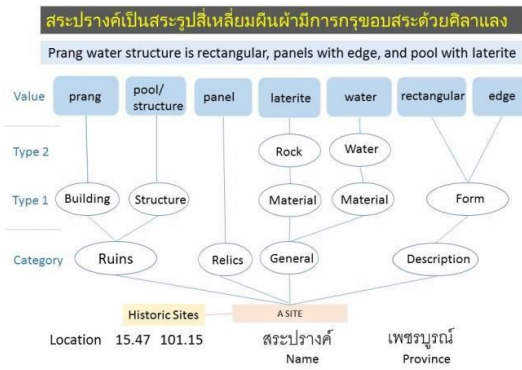 สระปรางค์เป็นสระรูปสี่เหลี่ยมผืนผ้ามีการกรุขอบสระด้วยศิลาแลง
Prang water structure is rectangular, panels with edge, and pool with laterite
Value prang pool/structure panel laterite water rectangular edge
Type 2 Rock Water
Type 1 Building Structure Material Material Form
Category Ruins Relics General Description
Historic Sites A SITE
Location 15.47 101.15 สระปรางค์ เพชรบูรณ์
Name Province